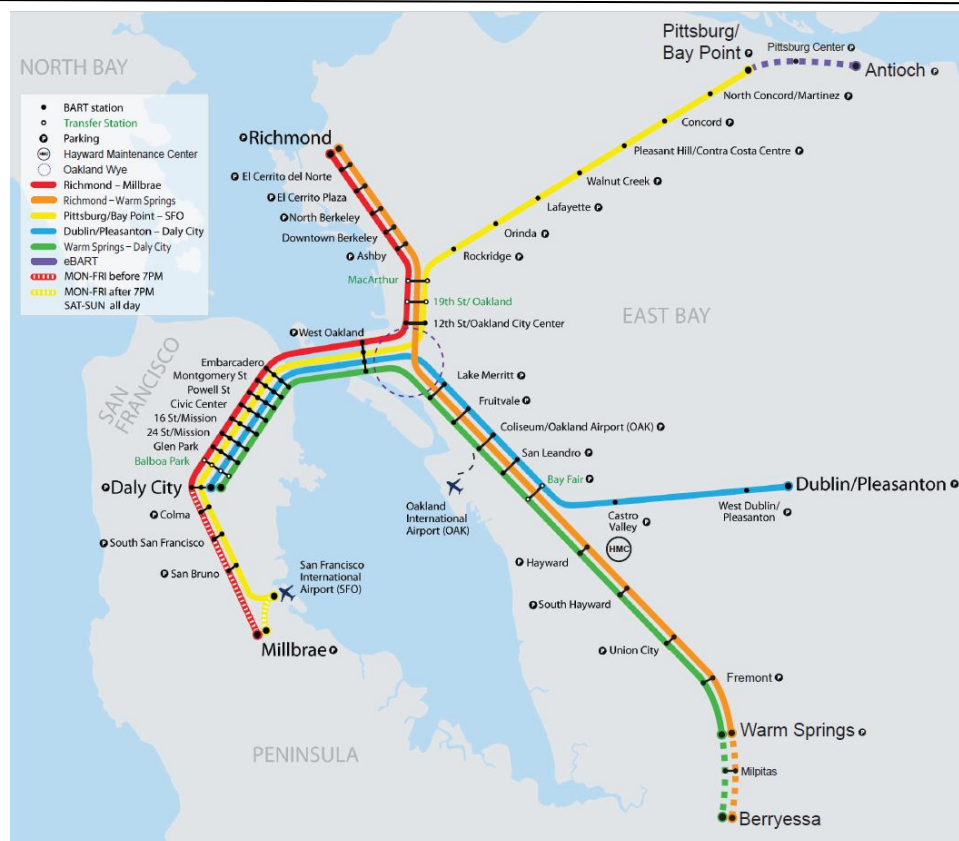 Pittsburg/
Bay Point P
Pittsburg Center P
Antioch P
NORTH BAY
North Concord/Martinez P
BART station
Transfer Station
P Parking
HMC Hayward Maintenance Center
Oakland Wye
Richmond – Millbrae
Richmond –Warm Springs
Pittsburg/Bay Point – SFO
Dublin/Pleasanton – Daly City
Warm Springs – Daly City
eBART
MON-FRI before 7PM
MON-FRI after 7PM
SAT-SUN all day
Concord P
P Richmond
Pleasant Hill/Contra Costa Centre P
P El Cerrito del Norte
Walnut Creek P
P El Cerrito Plaza
Lafayette P
P North Berkeley
Orinda P
Downtown Berkeley
Rockridge P
P Ashby
MacArthur
19th St/ Oakland
12th St/Oakland City Center
EAST BAY
P West Oakland
SAN
FRANCISCO
Embarcadero
Montgomery St
Powell St
Civic Center
16 St/Mission
24 St/Mission
Glen Park
Balboa Park
P Daly City
Lake Merritt P
Fruitvale P
Coliseum/Oakland Airport (OAK) P
San Leandro P
Bay Fair P
Dublin/Pleasanton P
Castro
Valley P
West Dublin/
Pleasanton P
HMC
Oakland
International
Airport (OAK)
P Colma
P South San Francisco
P San Bruno
San Francisco
International
Airport (SFO)
Millbrae P
P Hayward
P South Hayward
P Union City
Fremont P
Warm Springs P
PENINSULA
Milpitas
Berryessa